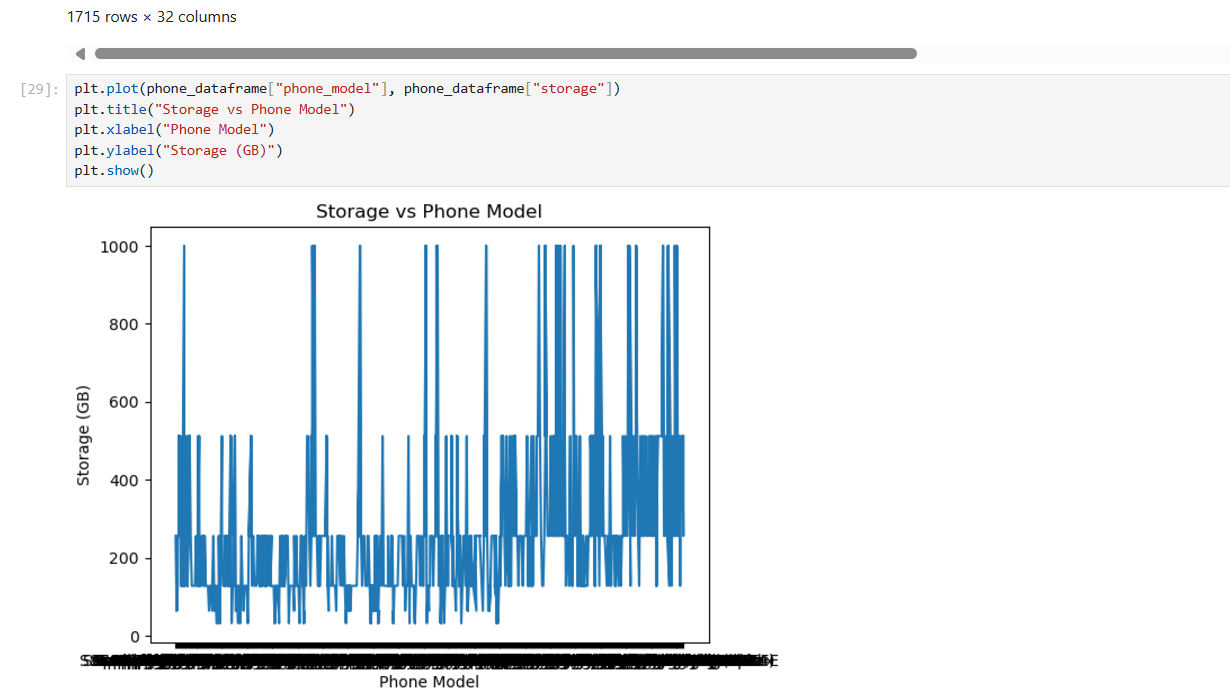 1715 rows × 32 columns
[29]:
plt.plot(phone_dataframe["phone_model"], phone_dataframe["storage"])
plt.title("Storage vs Phone Model")
plt.xlabel("Phone Model")
plt.ylabel("Storage (GB)")
plt.show()
Storage vs Phone Model
1000
800
600
400
200
0
Storage (GB)
Phone Model